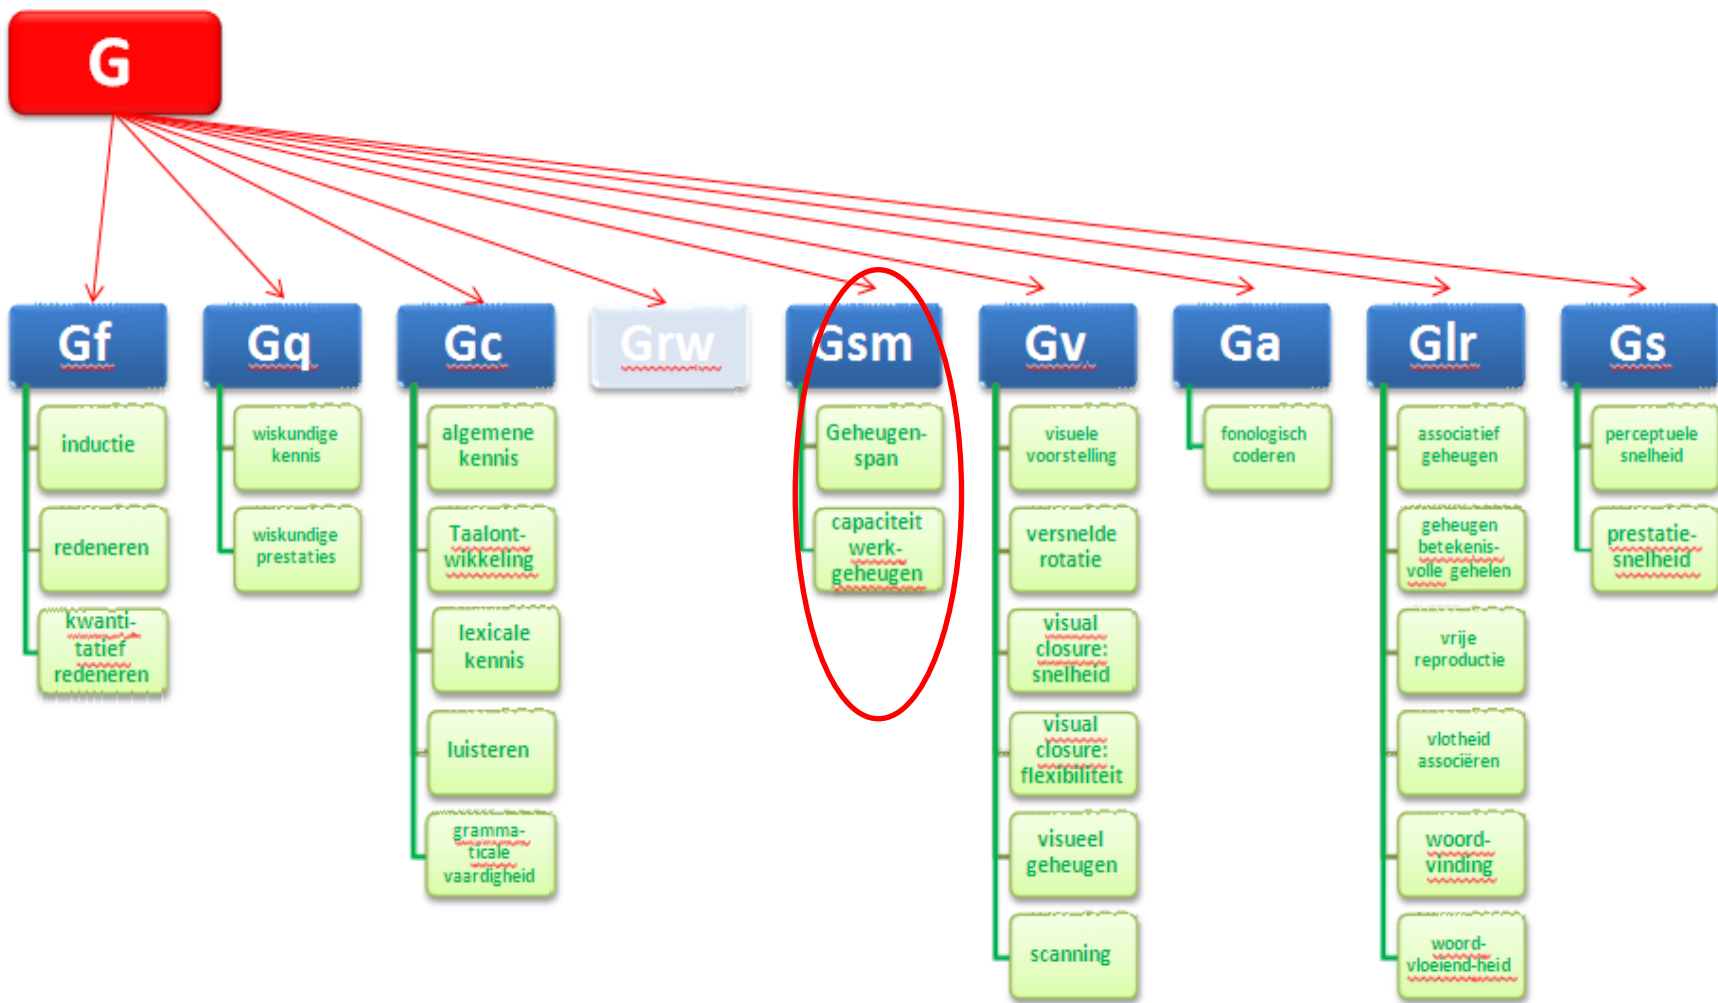 G
Gf
Gq
Gc
Grw
Gsm
Gv
Ga
Glr
Gs
inductie
redeneren
kwanti-
tatief
redeneren
wiskundige
kennis
wiskundige
prestaties
algemene
kennis
Taalont-
wikkeling
lexicale
kennis
luisteren
gramma-
ticale
vaardigheid
Geheugen-
span
capaciteit
werk-
geheugen
visuele
voorstelling
versnelde
rotatie
visual
closure:
snelheid
visual
closure:
flexibiliteit
visueel
geheugen
scanning
fonologisch
coderen
associatief
geheugen
geheugen
betekenis-
volle gehelen
vrije
reproductie
vlotheid
associëren
woord-
vinding
woord-
vloeiend-heid
perceptuele
snelheid
prestatie-
snelheid